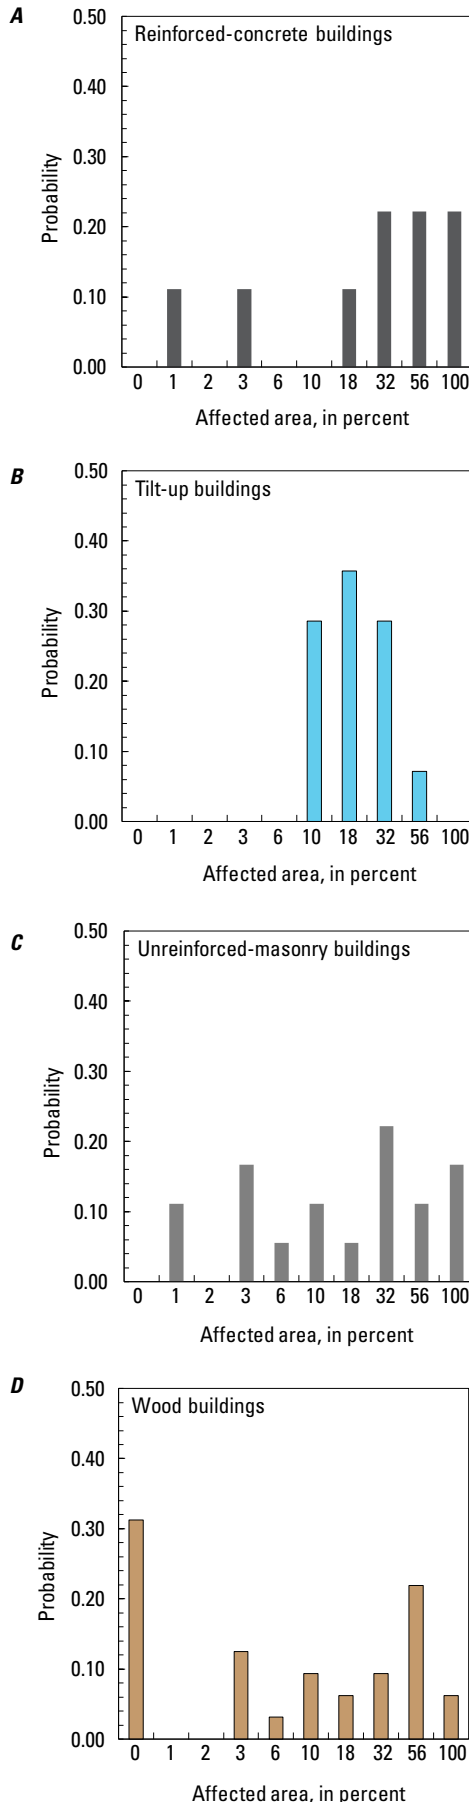 A
Reinforced-concrete buildings
0.50
0.40
0.30
0.20
0.10
0.00
Probability
0 1 2 3 6 10 18 32 56 100
Affected area, in percent
B
Tilt-up buildings
0.50
0.40
0.30
0.20
0.10
0.00
Probability
0 1 2 3 6 10 18 32 56 100
Affected area, in percent
C
Unreinforced-masonry buildings
0.50
0.40
0.30
0.20
0.10
0.00
Probability
0 1 2 3 6 10 18 32 56 100
Affected area, in percent
D
Wood buildings
0.50
0.40
0.30
0.20
0.10
0.00
Probability
0 1 2 3 6 10 18 32 56 100
Affected area, in percent